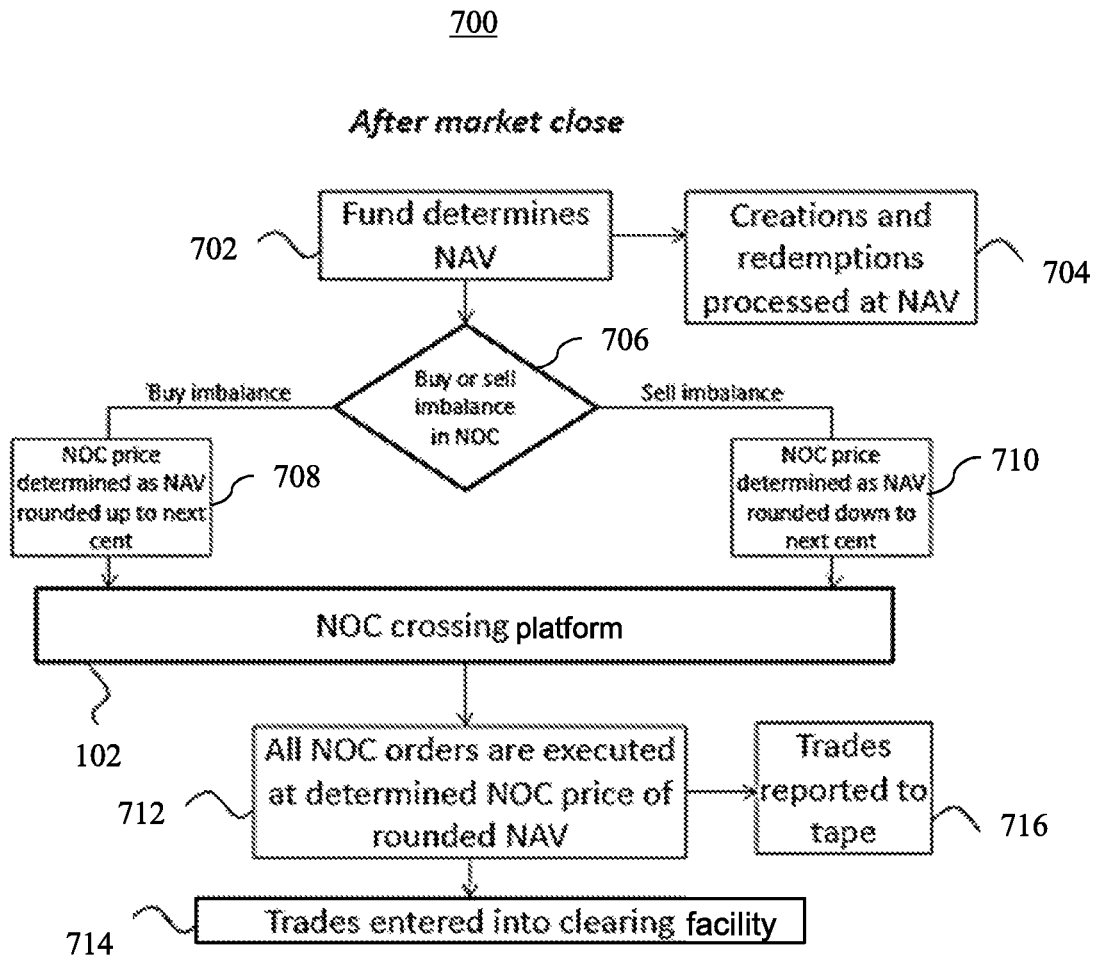 700
After market close
Fund determines
NAV
702
Creations and
redemptions
processed at NAV
704
706
Buy or sell
imbalance
in NOC
Buy imbalance
Sell imbalance
NOC price
determined as NAV
rounded up to next
cent
708
NOC price
determined as NAV
rounded down to
next cent
710
NOC crossing platform
102
All NOC orders are executed
at determined NOC price of
rounded NAV
712
Trades
reported to
tape
716
Trades entered into clearing facility
714